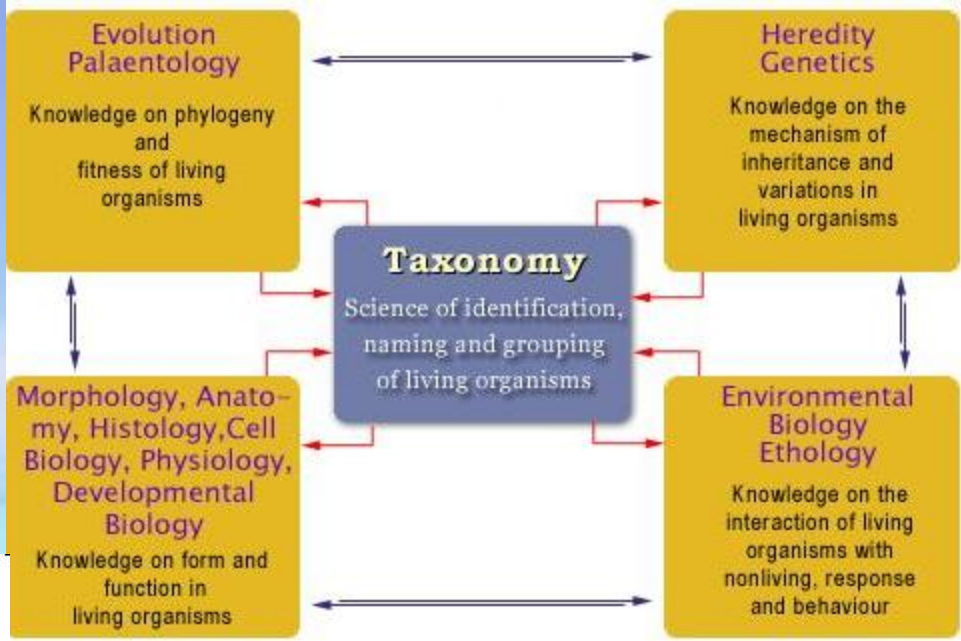 Evolution
Palaentology
Knowledge on phylogeny
and
fitness of living
organisms
Heredity
Genetics
Knowledge on the
mechanism of
inheritance and
variations in
living organisms
Taxonomy
Science of identification,
naming and grouping
of living organisms
Morphology, Anato-
my, Histology,Cell
Biology, Physiology,
Developmental
Biology
Knowledge on form and
function in
living organisms
Environmental
Biology
Ethology
Knowledge on the
interaction of living
organisms with
nonliving, response
and behaviour